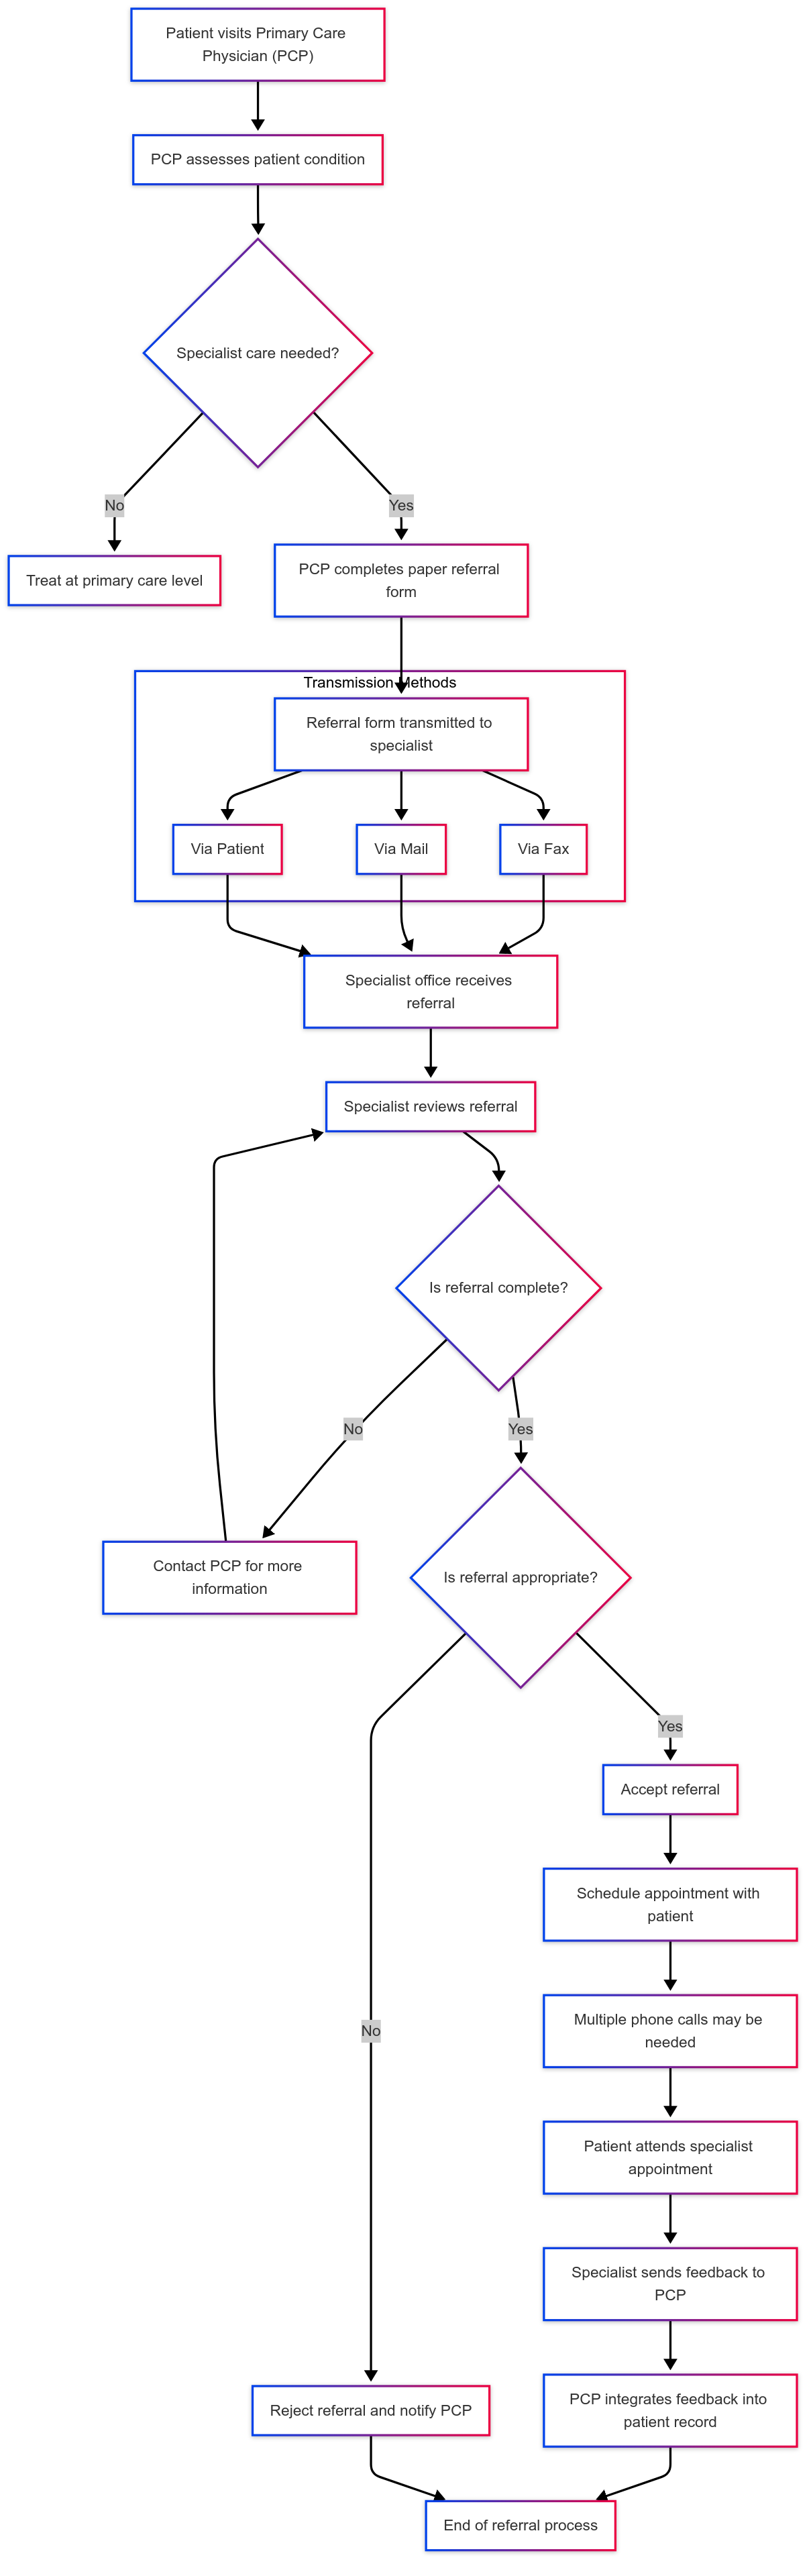 Patient visits Primary Care
Physician (PCP)
PCP assesses patient condition
Specialist care needed?
No
Yes
Treat at primary care level
PCP completes paper referral
form
Transmission Methods
Referral form transmitted to
specialist
Via Patient
Via Mail
Via Fax
Specialist office receives
referral
Specialist reviews referral
Is referral complete?
No
Yes
Contact PCP for more
information
Is referral appropriate?
Yes
Accept referral
Schedule appointment with
patient
No
Multiple phone calls may be
needed
Patient attends specialist
appointment
Specialist sends feedback to
PCP
Reject referral and notify PCP
PCP integrates feedback into
patient record
End of referral process